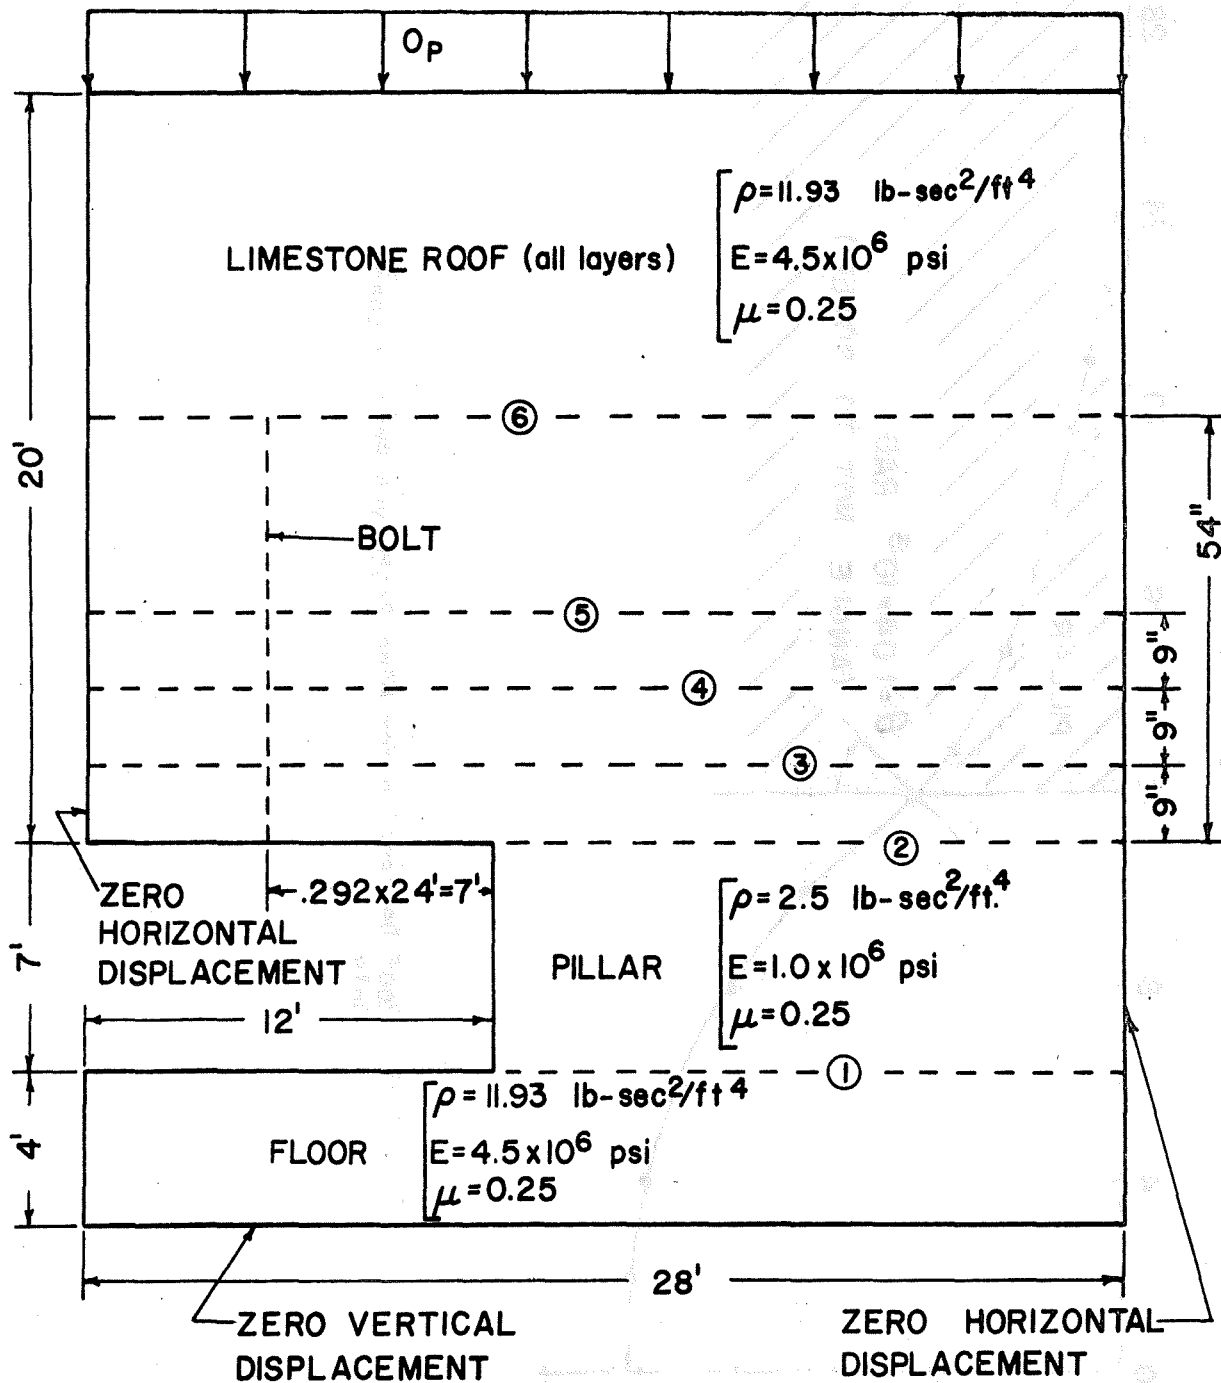 O_P
ρ=11.93 lb-sec²/ft⁴
LIMESTONE ROOF (all layers)
E=4.5x10⁶ psi
μ=0.25
⑥
20'
54"
BOLT
⑤
9"
④
9"
③
9"
②
ZERO
HORIZONTAL
DISPLACEMENT
.292x24'=7'
ρ=2.5 lb-sec²/ft.⁴
7'
PILLAR
E=1.0x10⁶ psi
μ=0.25
12'
①
4'
ρ=11.93 lb-sec²/ft⁴
FLOOR
E=4.5x10⁶ psi
μ=0.25
28'
ZERO VERTICAL
DISPLACEMENT
ZERO HORIZONTAL
DISPLACEMENT